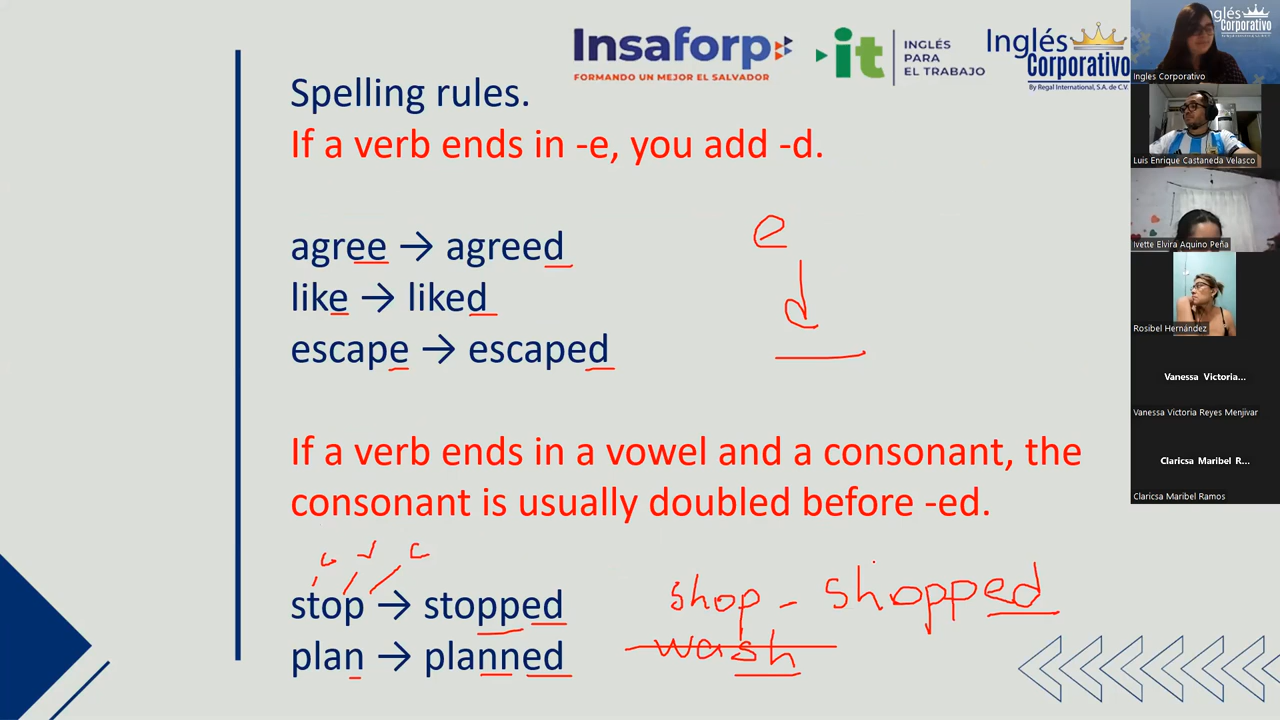 Insaforp
FORMANDO UN MEJOR EL SALVADOR
it
INGLÉS
PARA
EL TRABAJO
Inglés
Corporativo
By Regal International, S.A. de C.V.
Spelling rules.
If a verb ends in -e, you add -d.
agree → agreed
like → liked
escape → escaped
e
d
If a verb ends in a vowel and a consonant, the
consonant is usually doubled before -ed.
c v c
stop → stopped
plan → planned
shop - shopped
wash
Inglés
Corporativo
Ingles Corporativo
Luis Enrique Castaneda Velasco
Ivette Elvira Aquino Peña
Rosibel Hernández
Vanessa Victoria...
Vanessa Victoria Reyes Menjivar
Claricsa Maribel R...
Claricsa Maribel Ramos